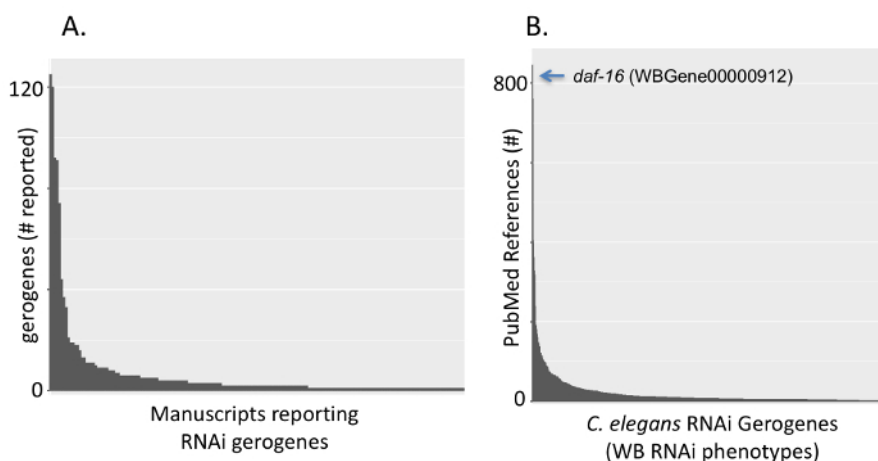 A.
gerogenes (# reported)
120
0
Manuscripts reporting
RNAi gerogenes
B.
PubMed References (#)
800
0
daf-16 (WBGene00000912)
C. elegans RNAi Gerogenes
(WB RNAi phenotypes)